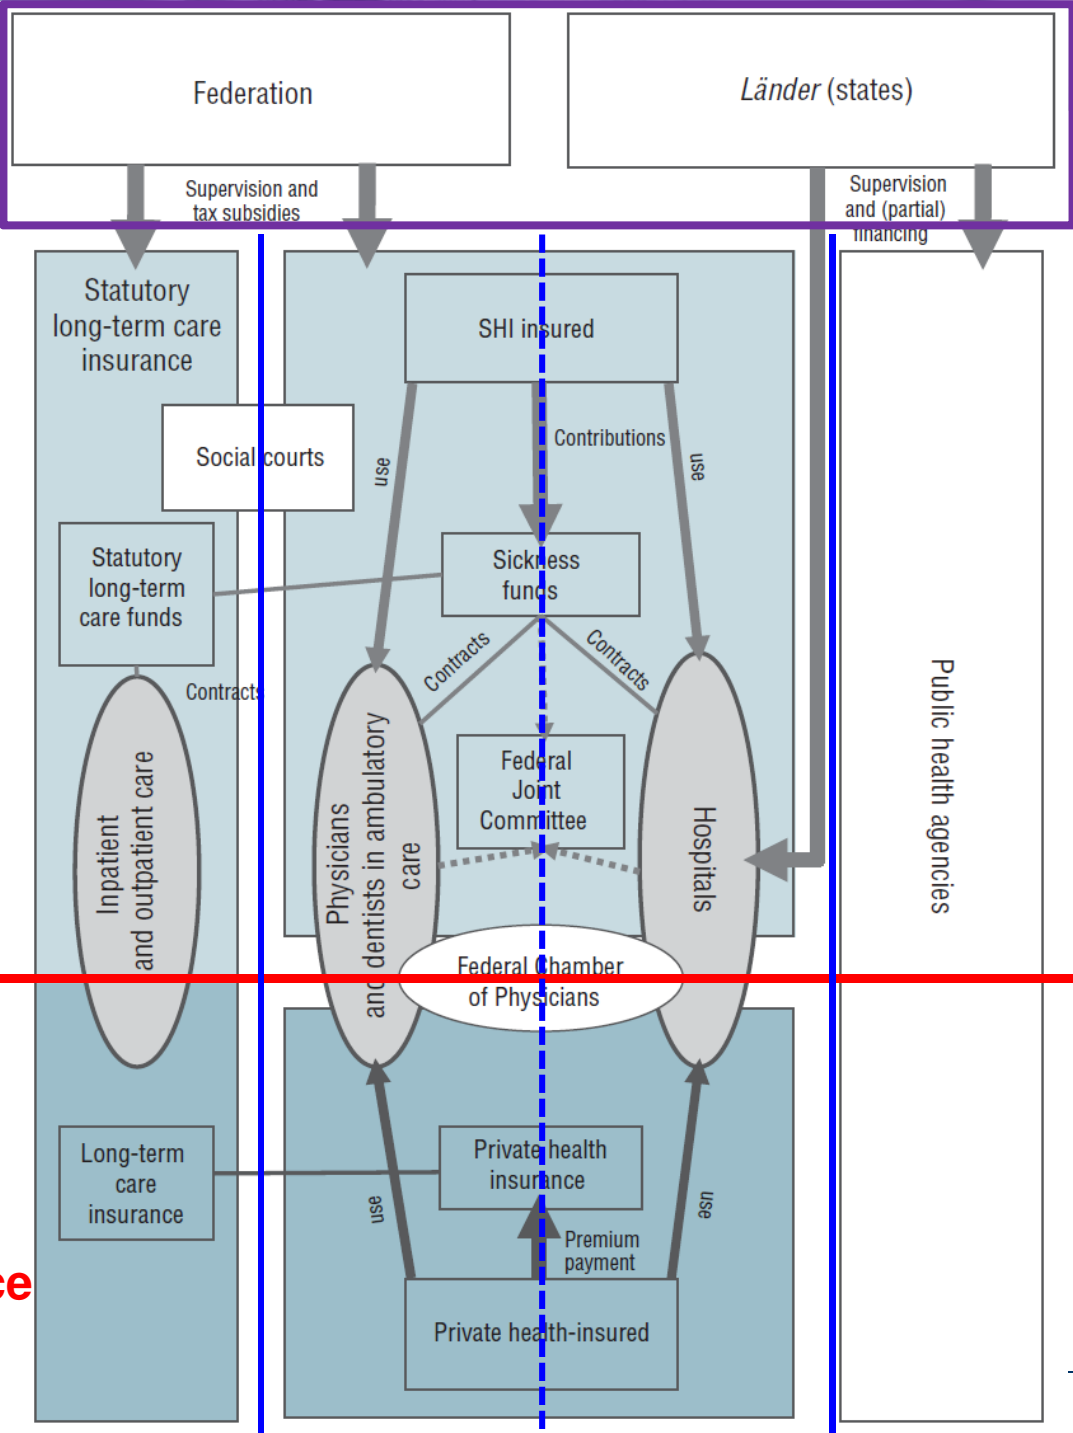 Federation
Länder (states)
Supervision and
tax subsidies
Supervision
and (partial)
financing
Statutory
long-term care
insurance
SHI insured
Social courts
use
Contributions
use
Statutory
long-term
care funds
Sickness
funds
Contracts
Contracts
Contracts
Federal
Joint
Committee
Inpatient
and outpatient care
Physicians
and dentists in ambulatory
care
Hospitals
Public health agencies
Federal Chamber
of Physicians
Long-term
care
insurance
Private health
insurance
use
use
Premium
payment
ce
Private health-insured